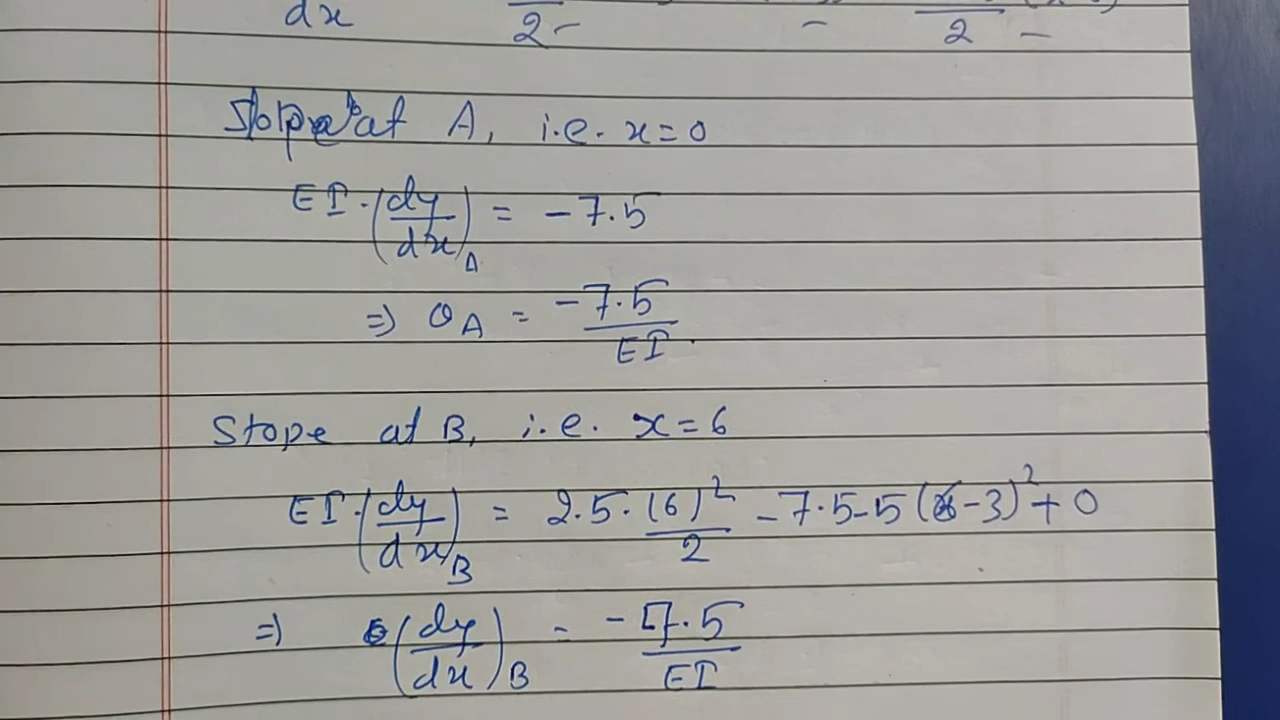 dx 2 - - 2 -
Slope at A, i.e. x=0
EI.(dy/dx)A = -7.5
=> θA = -7.5/EI.
Stope at B, i.e. x=6
EI.(dy/dx)B = 2.5.(6)²/2 - 7.5-5(6-3)²+0
=> (dy/dx)B = -7.5/EI